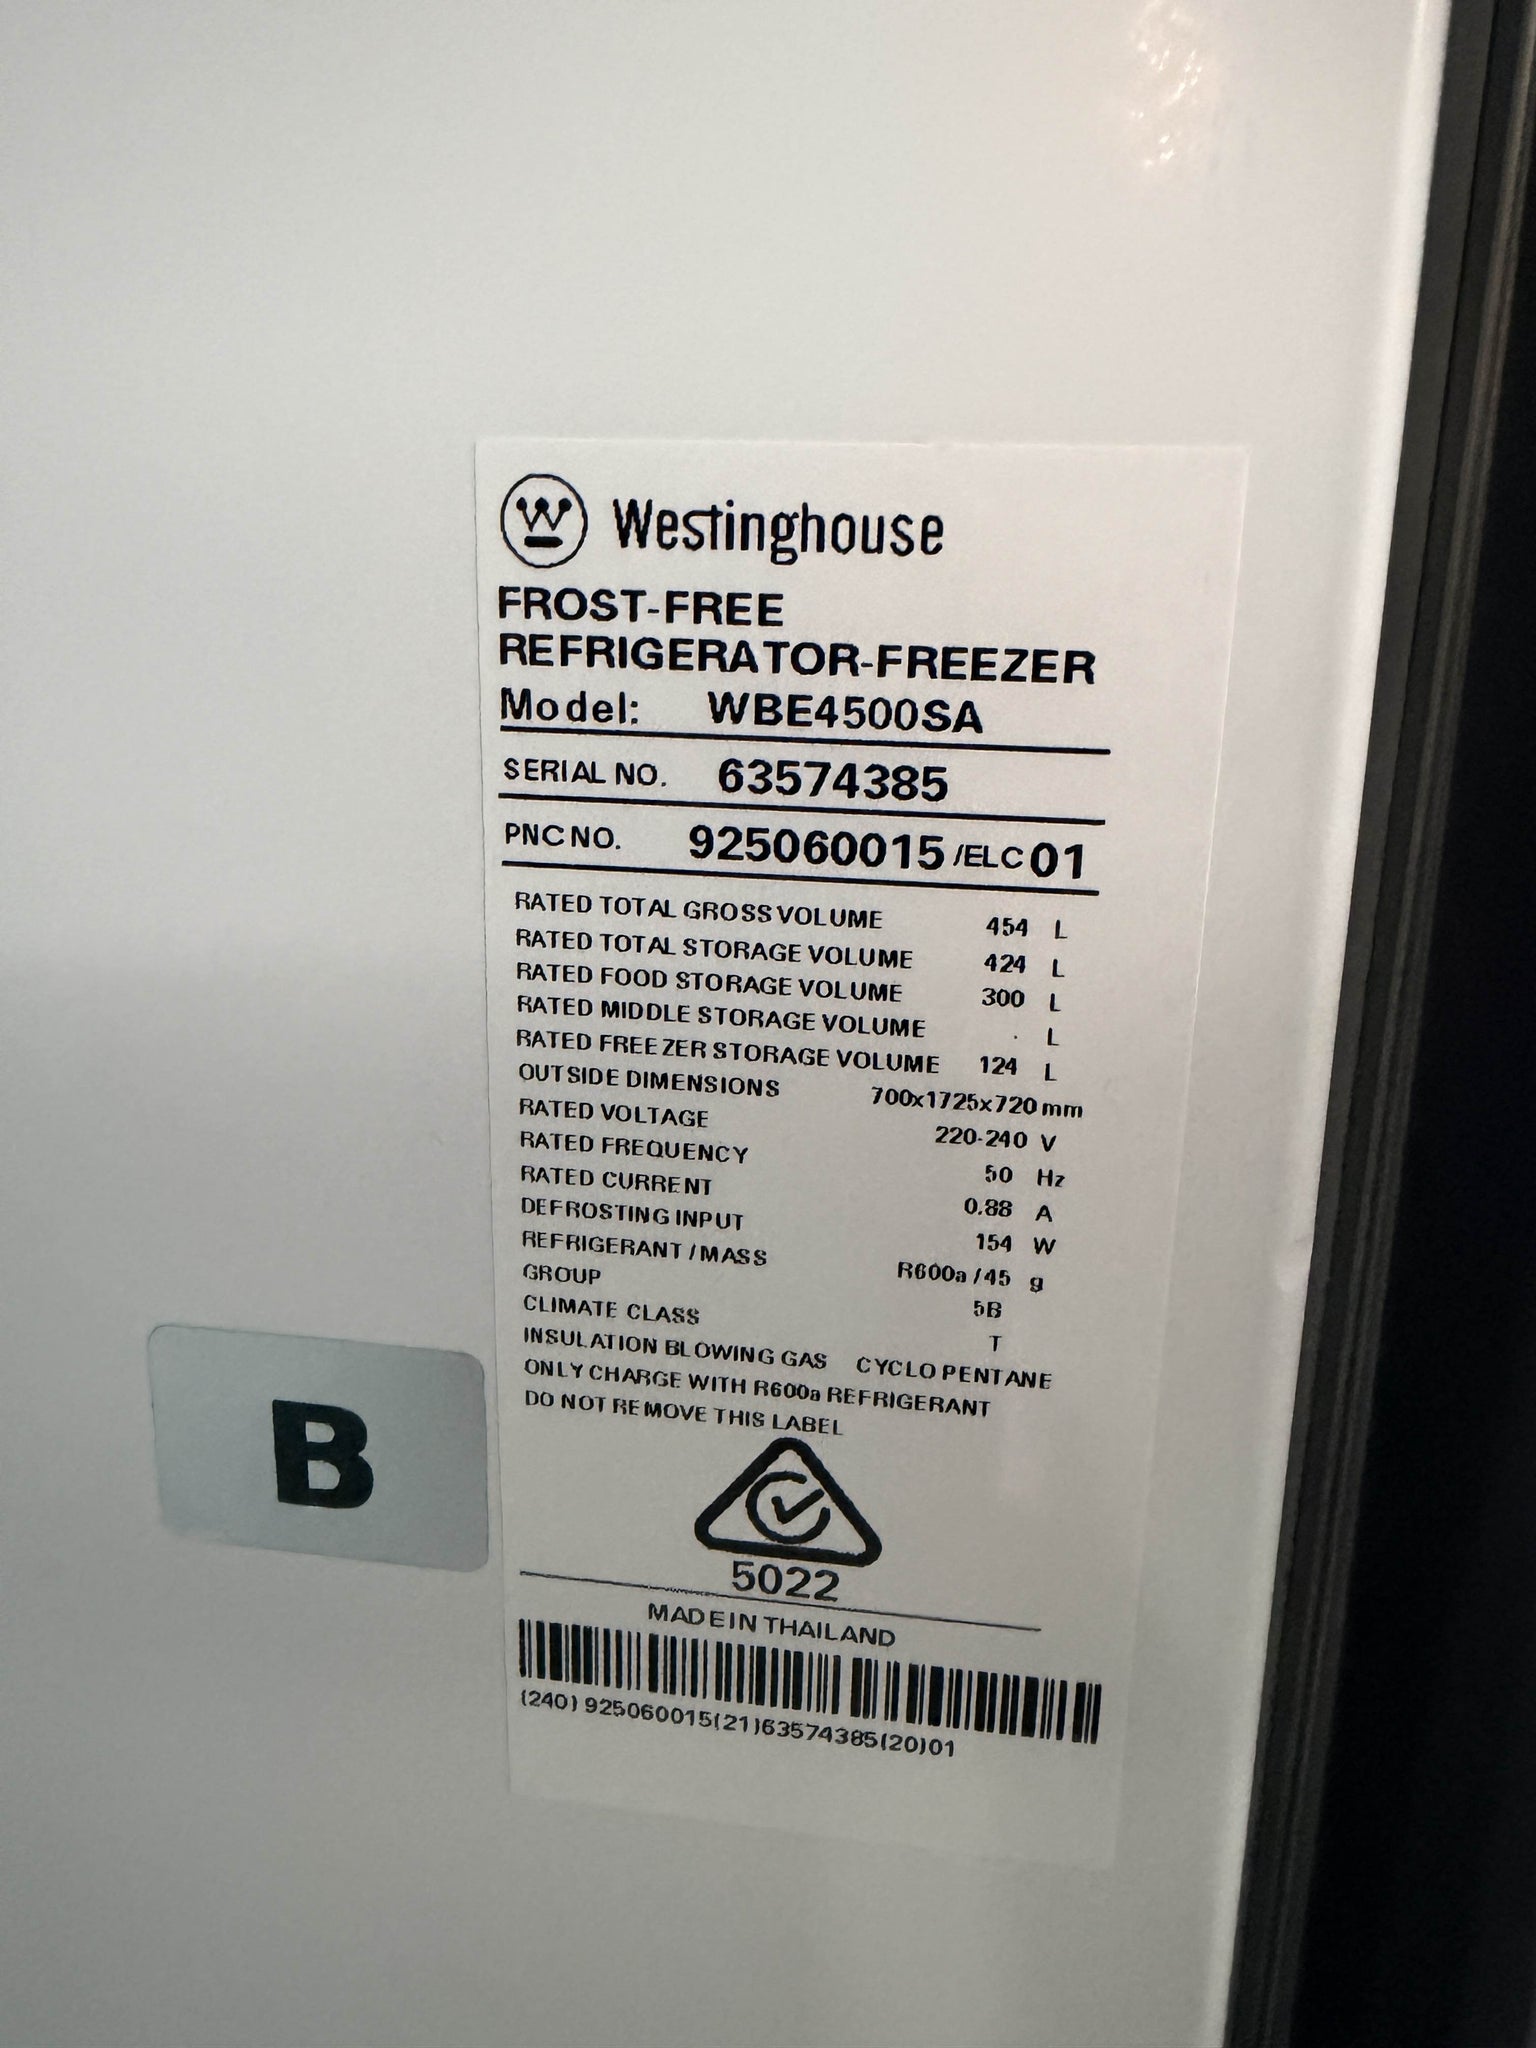 Westinghouse
FROST-FREE
REFRIGERATOR-FREEZER
Model: WBE4500SA
SERIAL NO. 63574385
PNC NO. 925060015 /ELC 01
RATED TOTAL GROSS VOLUME 454 L
RATED TOTAL STORAGE VOLUME 424 L
RATED FOOD STORAGE VOLUME 300 L
RATED MIDDLE STORAGE VOLUME - L
RATED FREEZER STORAGE VOLUME 124 L
OUTSIDE DIMENSIONS 700x1725x720 mm
RATED VOLTAGE 220-240 V
RATED FREQUENCY 50 Hz
RATED CURRENT 0.88 A
DEFROSTING INPUT 154 W
REFRIGERANT / MASS R600a / 45 g
GROUP 5B
CLIMATE CLASS T
INSULATION BLOWING GAS CYCLO PENTANE
ONLY CHARGE WITH R600a REFRIGERANT
DO NOT REMOVE THIS LABEL
B
5022
MADE IN THAILAND
(240) 925060015(21)63574385(20)01